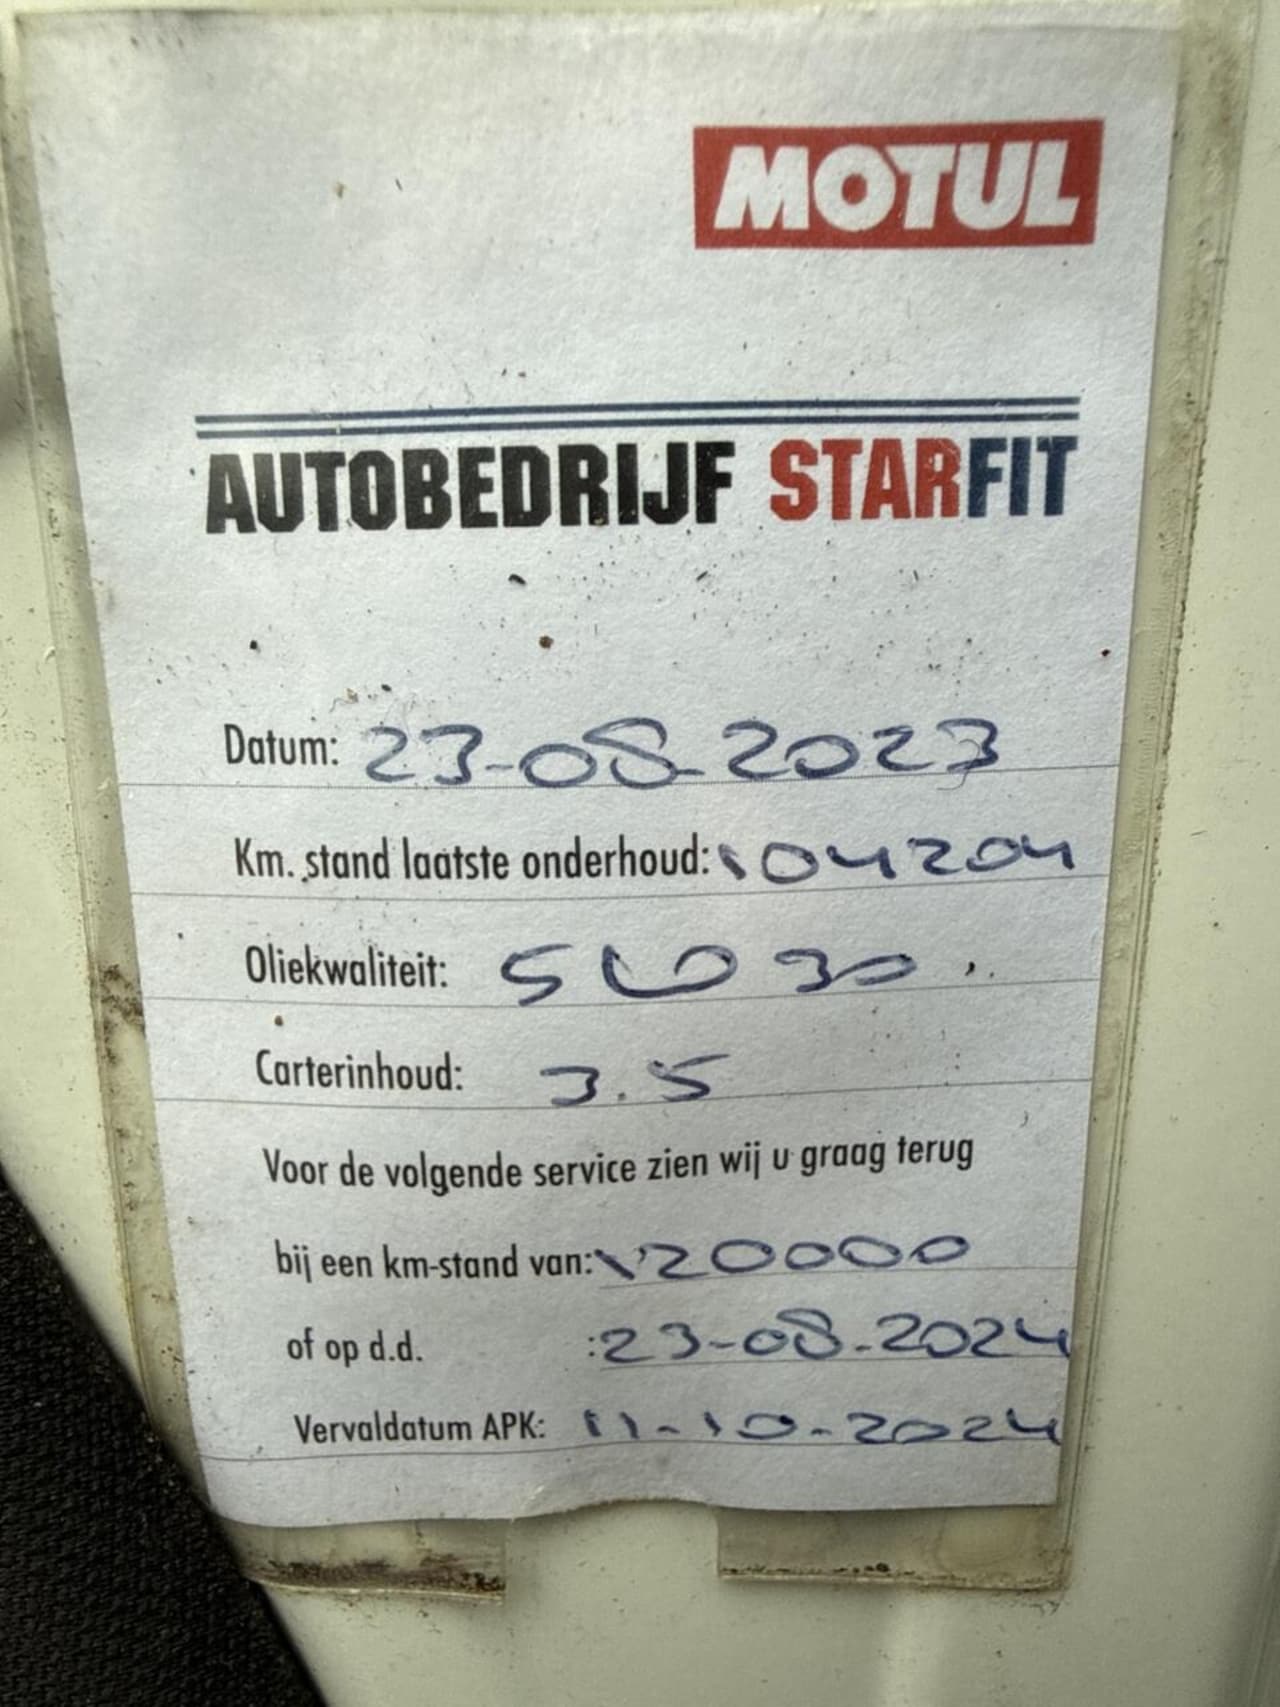 MOTUL
AUTOBEDRIJF STARFIT
Datum: 23-08-2023
Km. stand laatste onderhoud: 104204
Oliekwaliteit: 5W30
Carterinhoud: 3.5
Voor de volgende service zien wij u graag terug
bij een km-stand van: 120000
of op d.d. : 23-08-2024
Vervaldatum APK: 11-10-2024